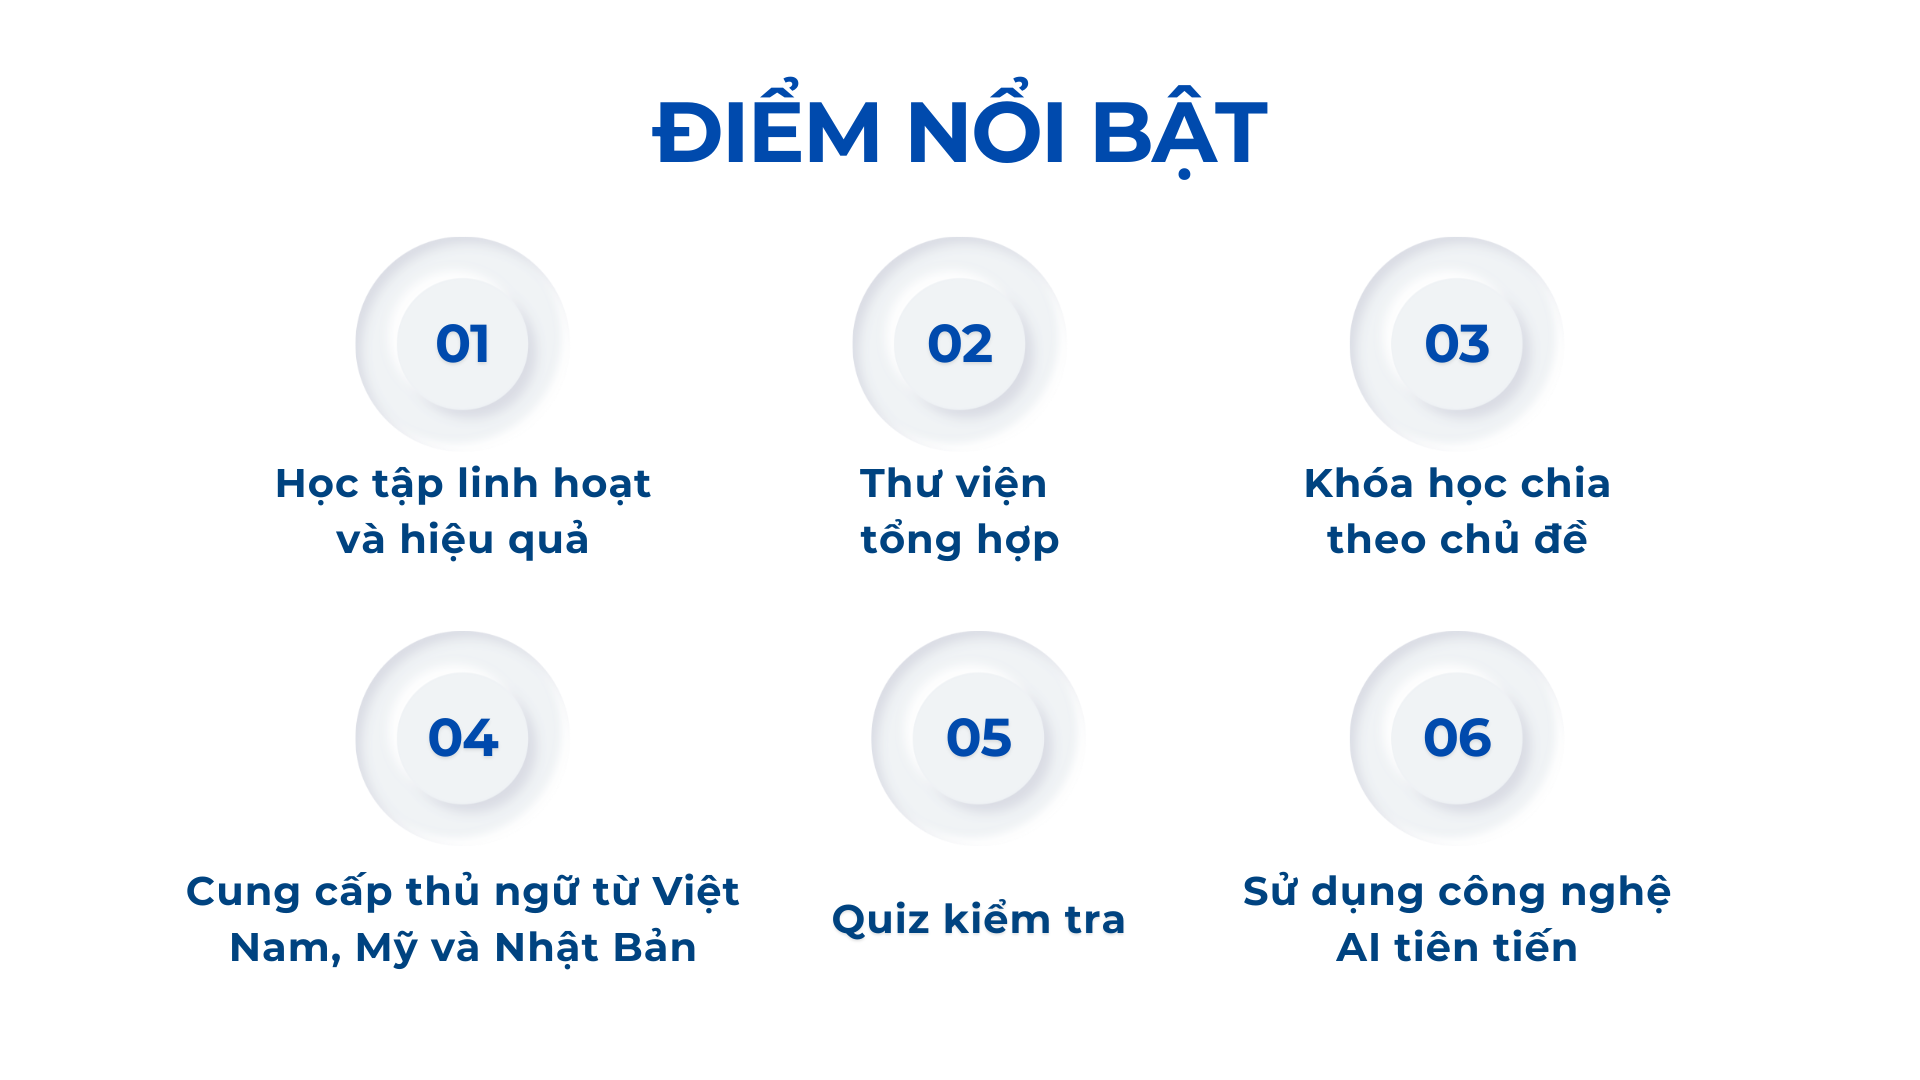 ĐIỂM NỔI BẬT
01
Học tập linh hoạt
và hiệu quả
02
Thư viện
tổng hợp
03
Khóa học chia
theo chủ đề
04
Cung cấp thủ ngữ từ Việt
Nam, Mỹ và Nhật Bản
05
Quiz kiểm tra
06
Sử dụng công nghệ
AI tiên tiến